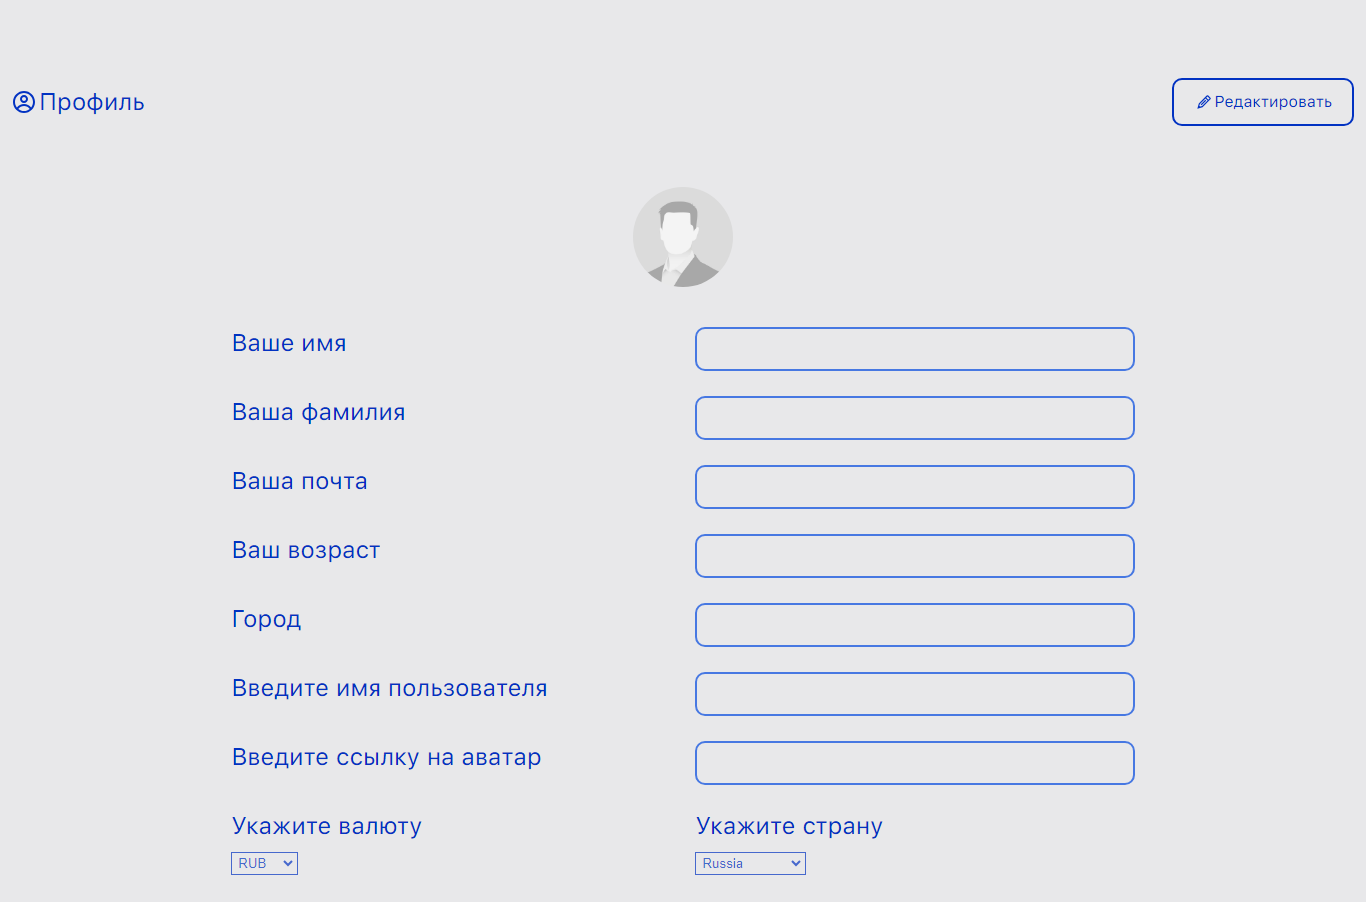 Профиль
Редактировать
Ваше имя
Ваша фамилия
Ваша почта
Ваш возраст
Город
Введите имя пользователя
Введите ссылку на аватар
Укажите валюту
Укажите страну
RUB
Russia